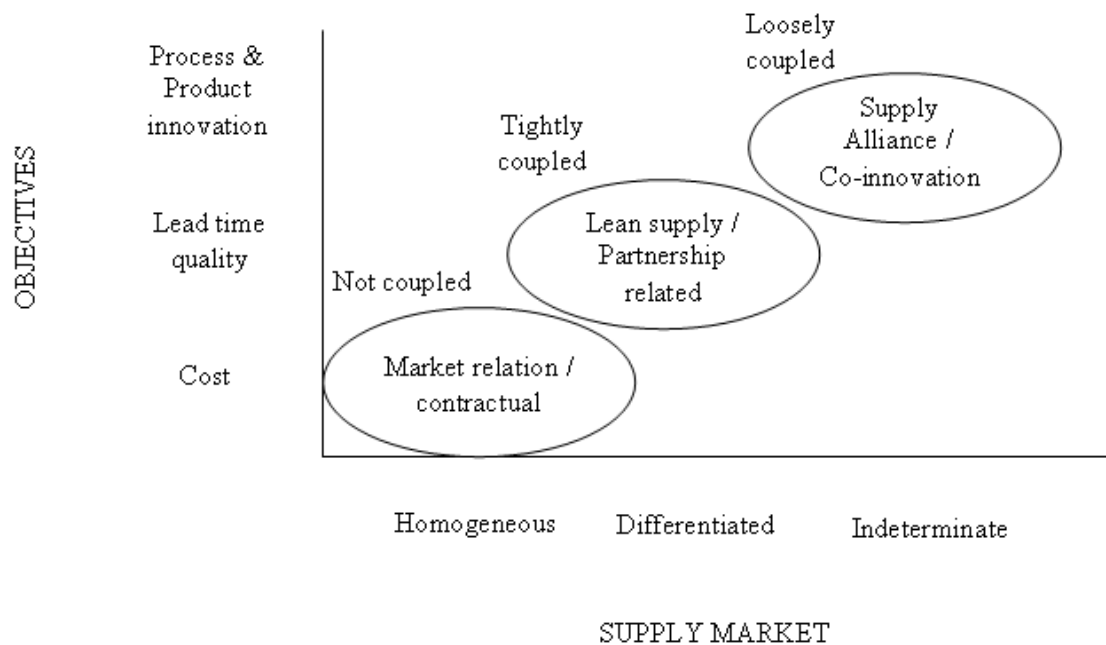 Process &
Product
innovation
Loosely
coupled
Supply
Alliance /
Co-innovation
Tightly
coupled
OBJECTIVES
Lead time
quality
Lean supply /
Partnership
related
Not coupled
Cost
Market relation /
contractual
Homogeneous
Differentiated
Indeterminate
SUPPLY MARKET